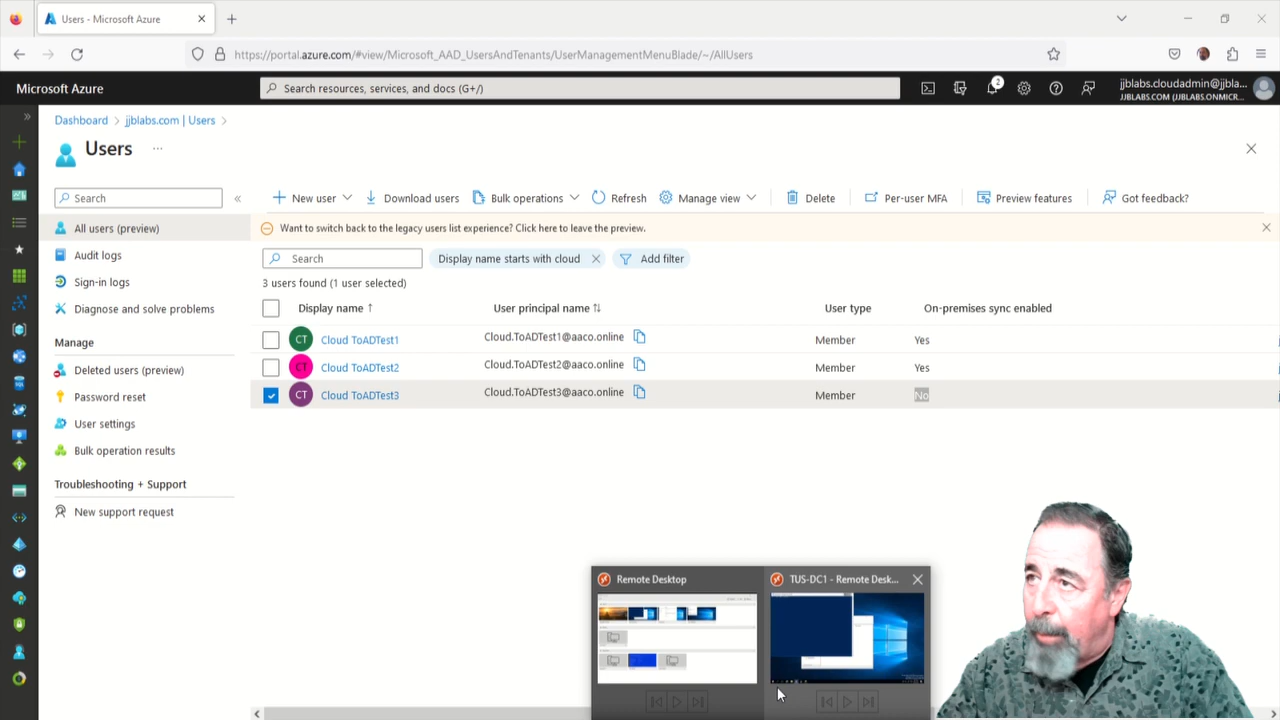 Users - Microsoft Azure
https://portal.azure.com/#view/Microsoft_AAD_UsersAndTenants/UserManagementMenuBlade/~/AllUsers
Microsoft Azure
Search resources, services, and docs (G+/)
2
jjblabs.cloudadmin@jjbla...
JJBLABS.COM (JJBLABS.ONMICR...
Dashboard > jjblabs.com | Users >
Users ...
Search
New user
Download users
Bulk operations
Refresh
Manage view
Delete
Per-user MFA
Preview features
Got feedback?
All users (preview)
Audit logs
Sign-in logs
Diagnose and solve problems
Manage
Deleted users (preview)
Password reset
User settings
Bulk operation results
Troubleshooting + Support
New support request
Want to switch back to the legacy users list experience? Click here to leave the preview.
Search
Display name starts with cloud
Add filter
3 users found (1 user selected)
Display name ↑ User principal name ↑↓ User type On-premises sync enabled
CT Cloud ToADTest1 Cloud.ToADTest1@aaco.online Member Yes
CT Cloud ToADTest2 Cloud.ToADTest2@aaco.online Member Yes
CT Cloud ToADTest3 Cloud.ToADTest3@aaco.online Member No
Remote Desktop
TUS-DC1 - Remote Desk...